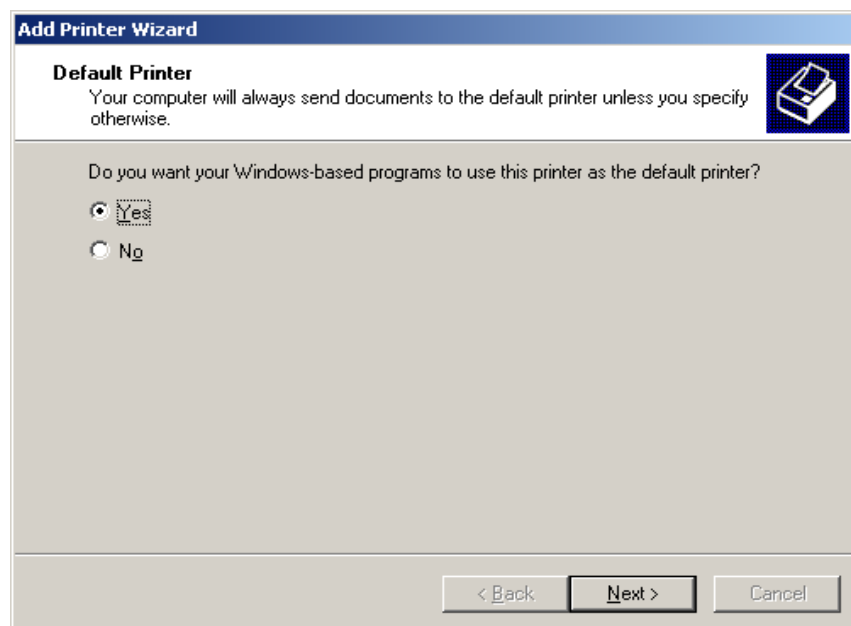 Add Printer Wizard
Default Printer
Your computer will always send documents to the default printer unless you specify
otherwise.
Do you want your Windows-based programs to use this printer as the default printer?
Yes
No
< Back
Next >
Cancel